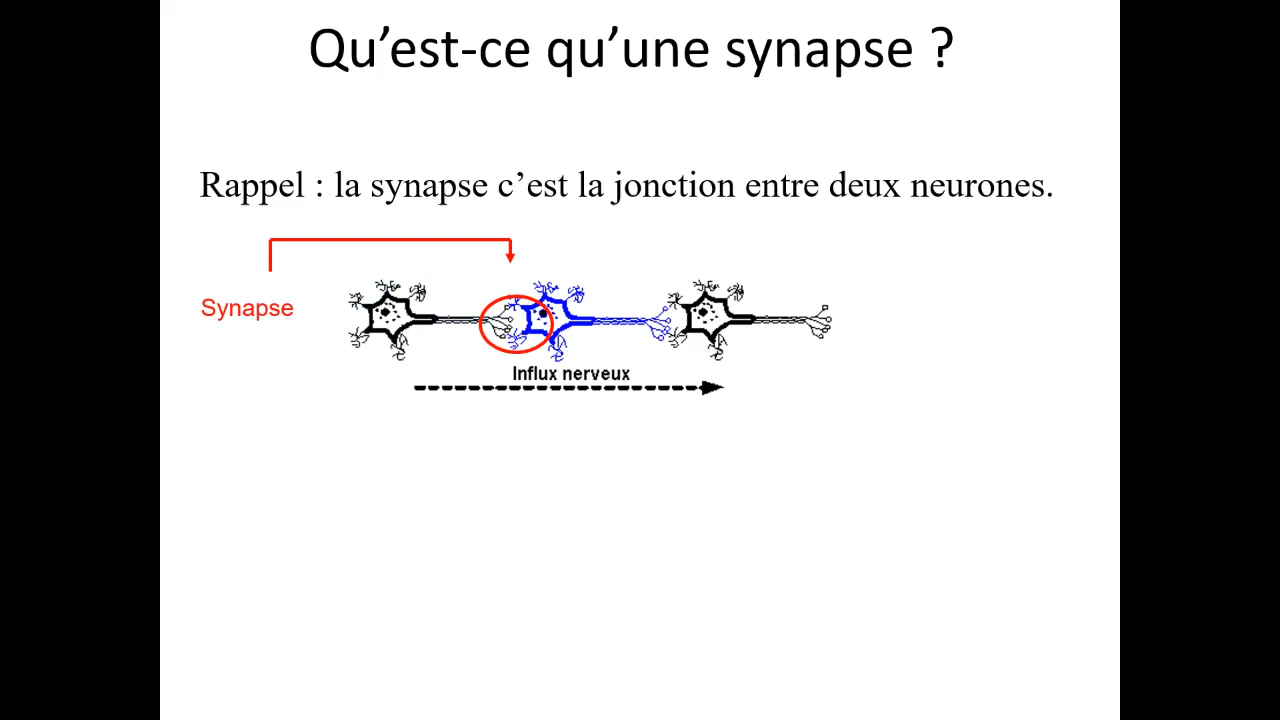 Qu’est-ce qu’une synapse ?
Rappel : la synapse c’est la jonction entre deux neurones.
Synapse
Influx nerveux